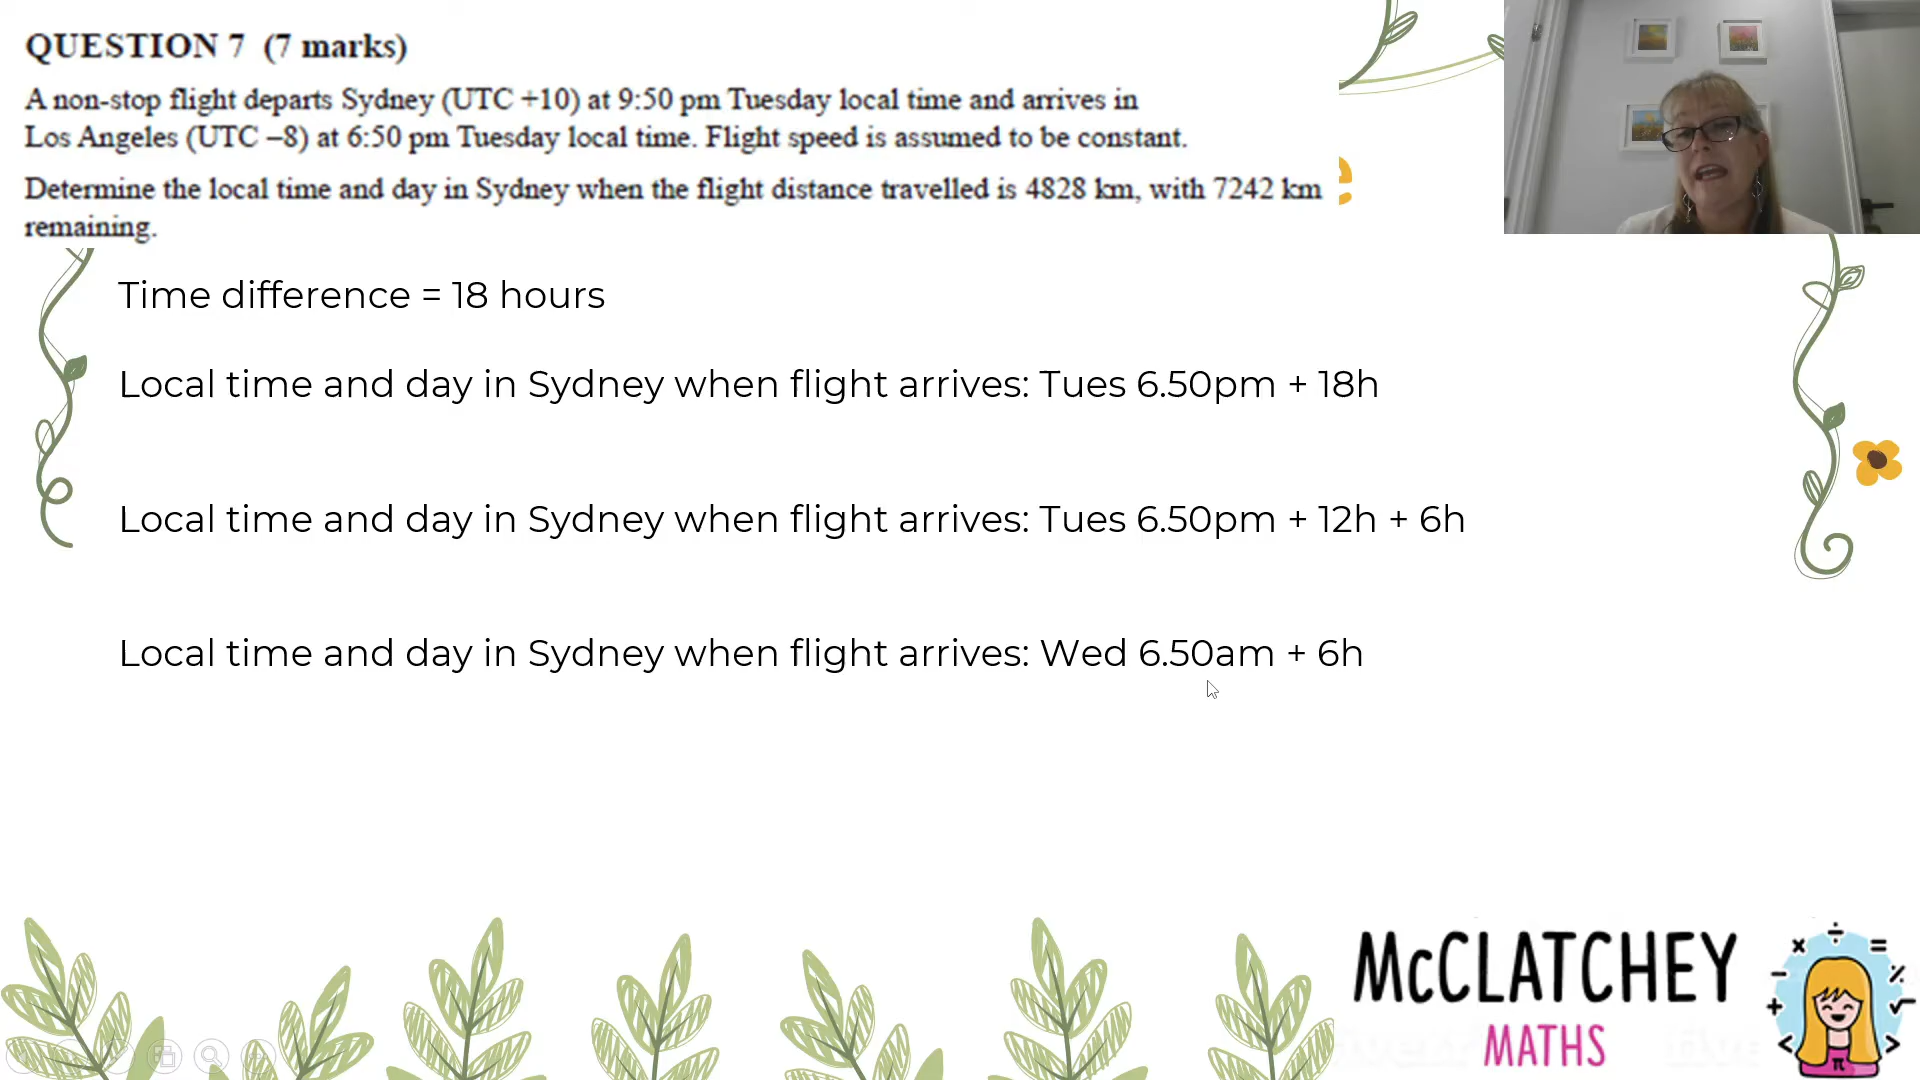 QUESTION 7 (7 marks)
A non-stop flight departs Sydney (UTC +10) at 9:50 pm Tuesday local time and arrives in
Los Angeles (UTC –8) at 6:50 pm Tuesday local time. Flight speed is assumed to be constant.
Determine the local time and day in Sydney when the flight distance travelled is 4828 km, with 7242 km
remaining.
Time difference = 18 hours
Local time and day in Sydney when flight arrives: Tues 6.50pm + 18h
Local time and day in Sydney when flight arrives: Tues 6.50pm + 12h + 6h
Local time and day in Sydney when flight arrives: Wed 6.50am + 6h
McCLATCHEY
MATHS